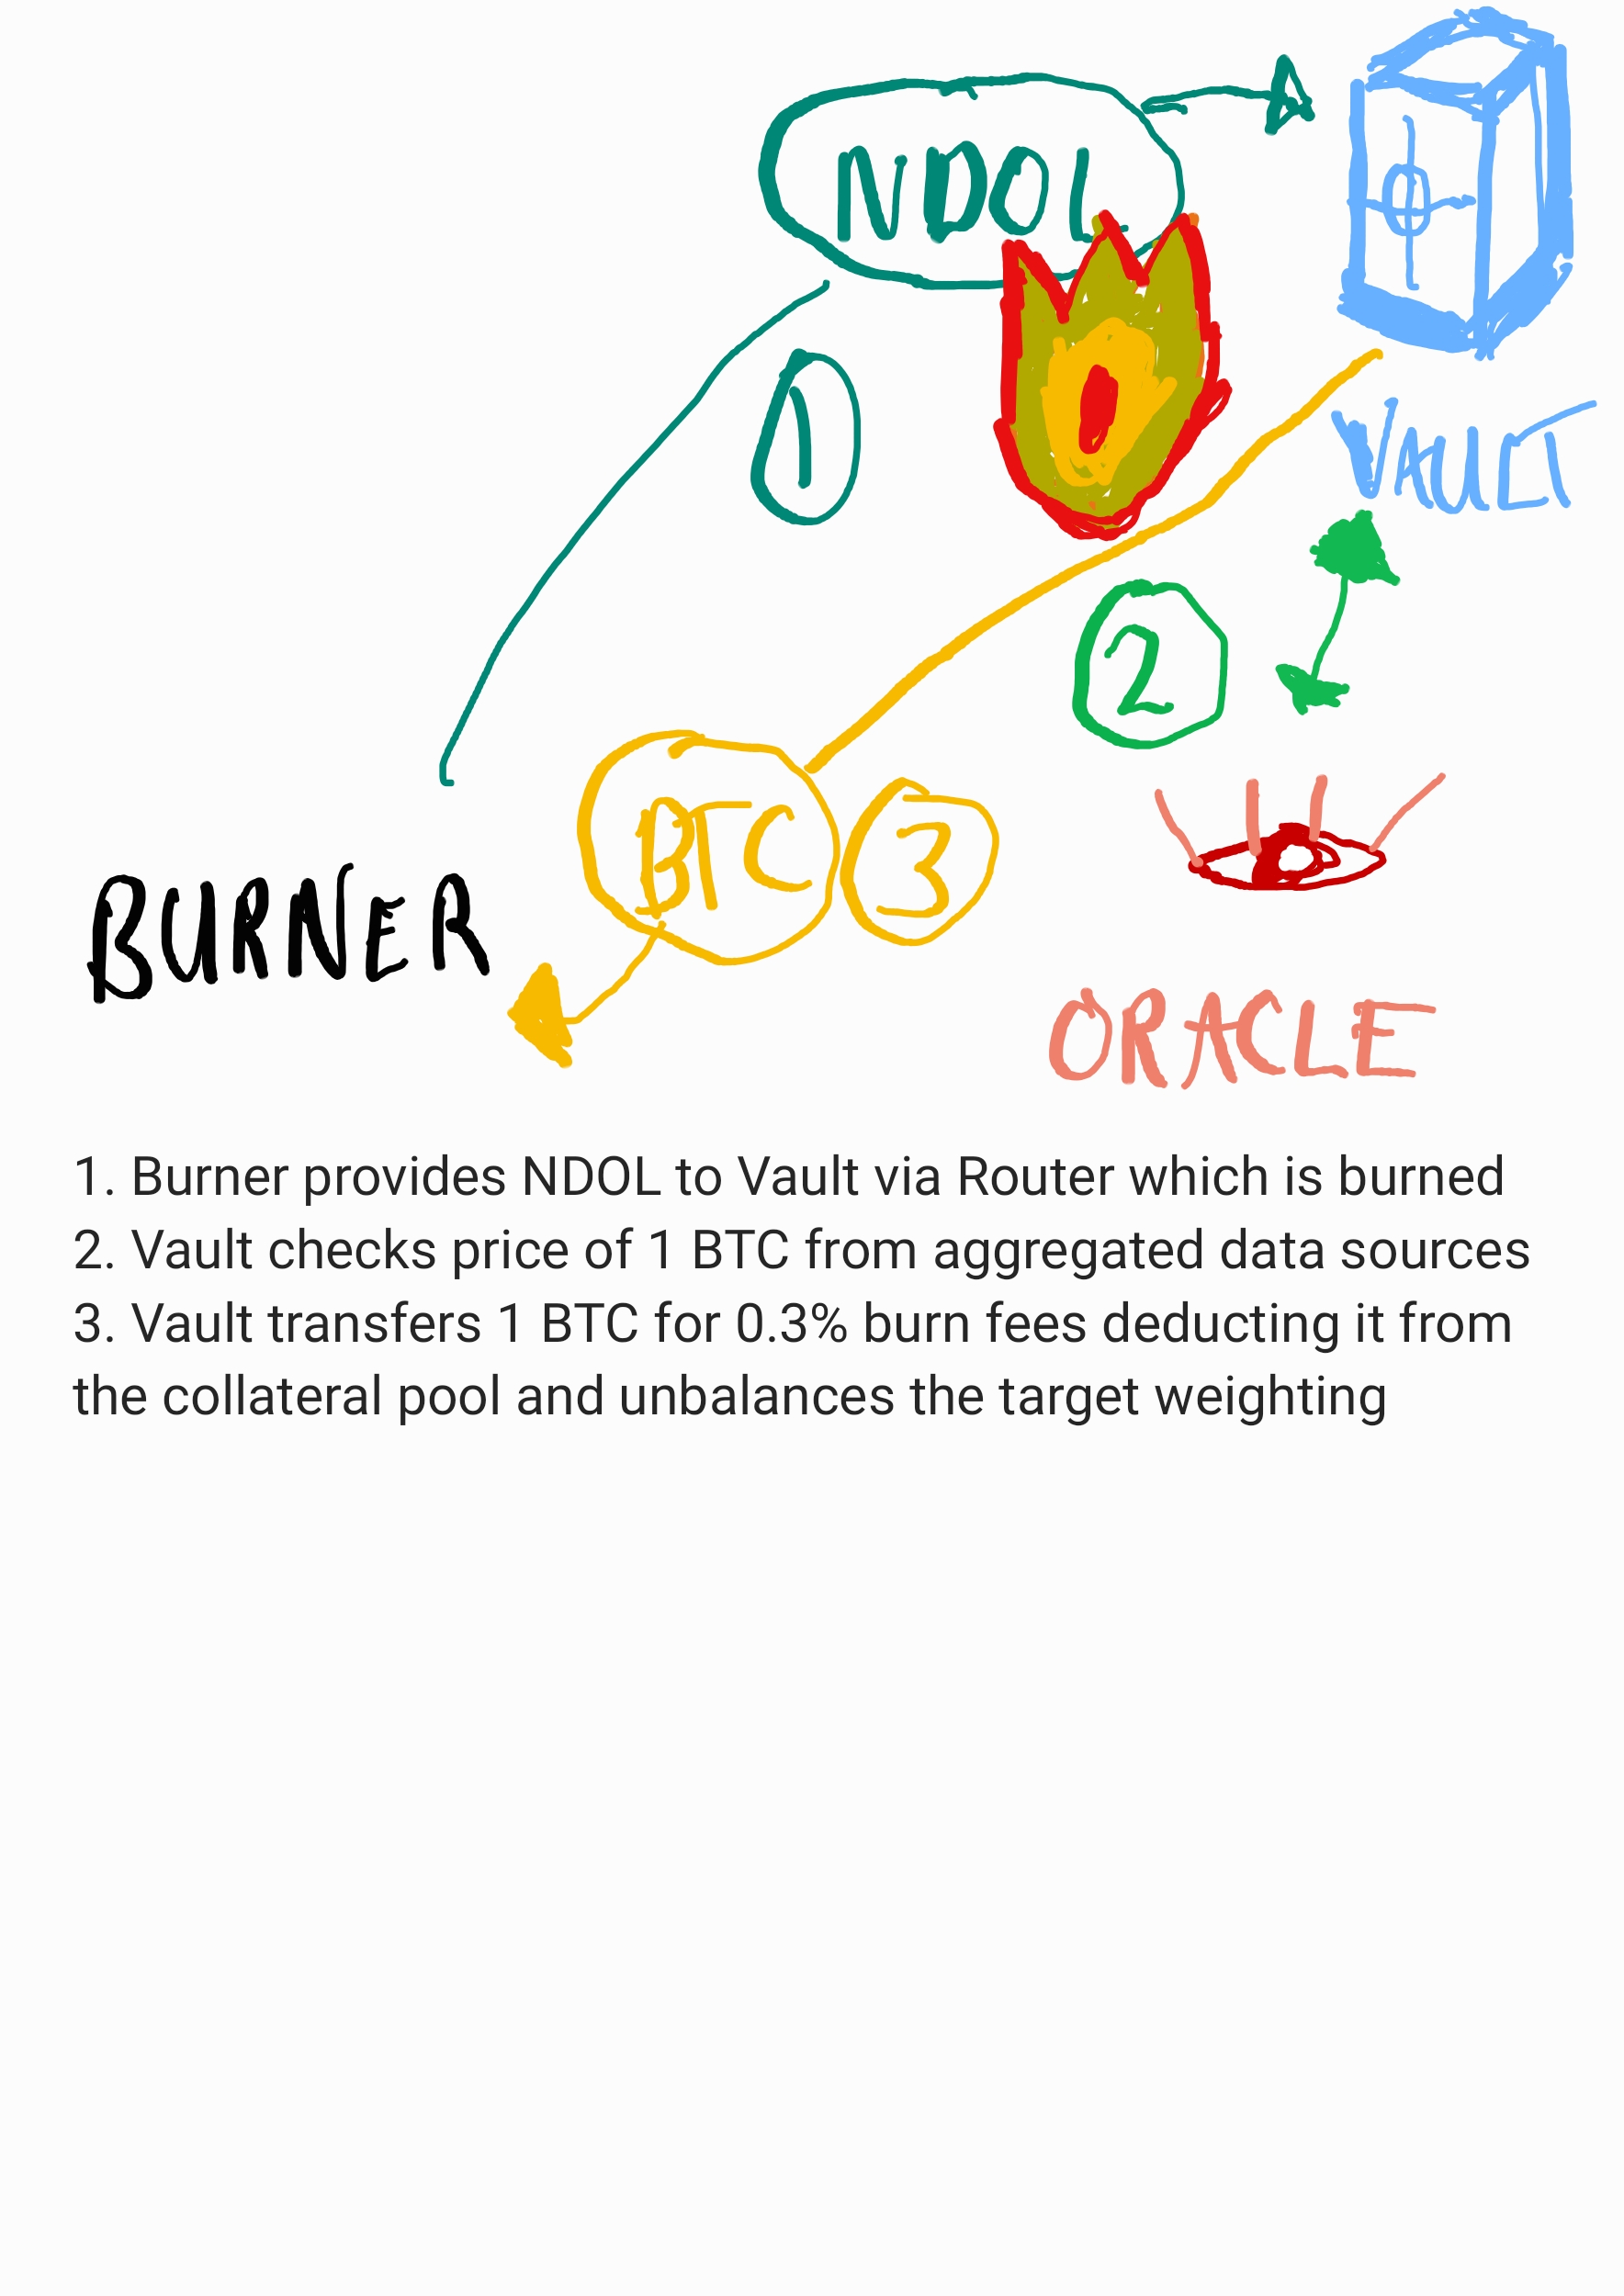 NDOL
1
VAULT
2
BTC
3
BURNER
ORACLE
1. Burner provides NDOL to Vault via Router which is burned
2. Vault checks price of 1 BTC from aggregated data sources
3. Vault transfers 1 BTC for 0.3% burn fees deducting it from
the collateral pool and unbalances the target weighting